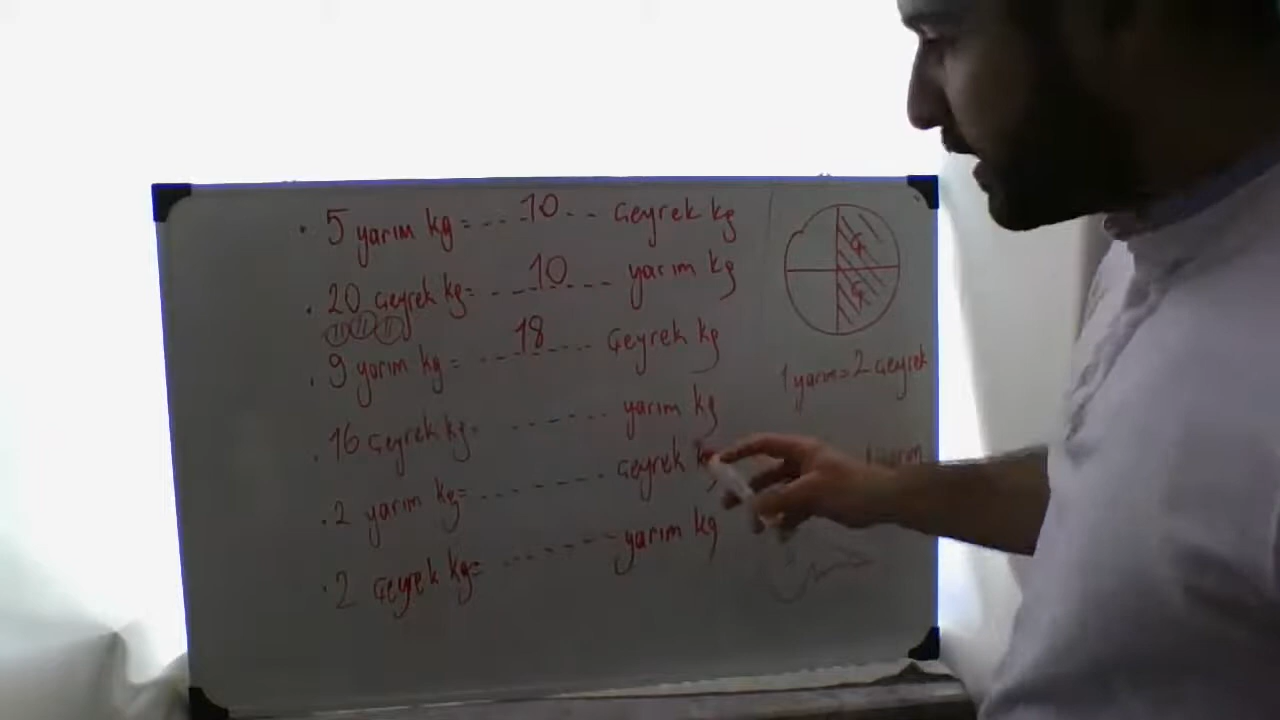 . 5 yarım kg = - - - 10 - - - Çeyrek kg
. 20 Çeyrek kg = - - - 10 - - - yarım kg
. 9 yarım kg = - - - 18 - - - Çeyrek kg
. 16 Çeyrek kg = - - - - - - yarım kg
. 2 yarım kg = - - - - - - Çeyrek kg
. 2 Çeyrek kg = - - - - - - yarım kg
Ç
Ç
1 yarım = 2 Çeyrek
yarım